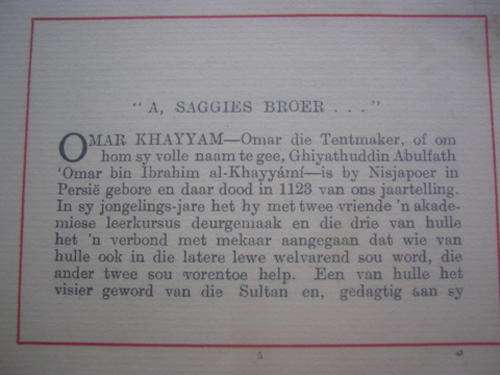 "A, SAGGIES BROER . . ."
OMAR KHAYYAM—Omar die Tentmaker, of om
hom sy volle naam te gee, Ghiyathuddin Abulfath
'Omar bin Ibrahim al-Khayyámí—is by Nisjapoer in
Persië gebore en daar dood in 1123 van ons jaartelling.
In sy jongelings-jare het hy met twee vriende 'n akade-
miese leerkursus deurgemaak en die drie van hulle
het 'n verbond met mekaar aangegaan dat wie van
hulle ook in die latere lewe welvarend sou word, die
ander twee sou vorentoe help. Een van hulle het
visier geword van die Sultan en, gedagtig aan sy